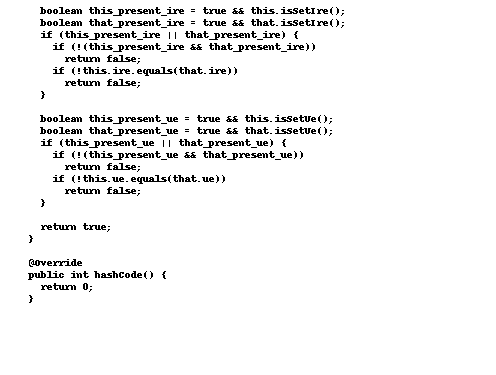 boolean this_present_ire = true && this.isSetIre();
boolean that_present_ire = true && that.isSetIre();
if (this_present_ire || that_present_ire) {
if (!(this_present_ire && that_present_ire))
return false;
if (!this.ire.equals(that.ire))
return false;
}
boolean this_present_ue = true && this.isSetUe();
boolean that_present_ue = true && that.isSetUe();
if (this_present_ue || that_present_ue) {
if (!(this_present_ue && that_present_ue))
return false;
if (!this.ue.equals(that.ue))
return false;
}
return true;
}
@Override
public int hashCode() {
return 0;
}